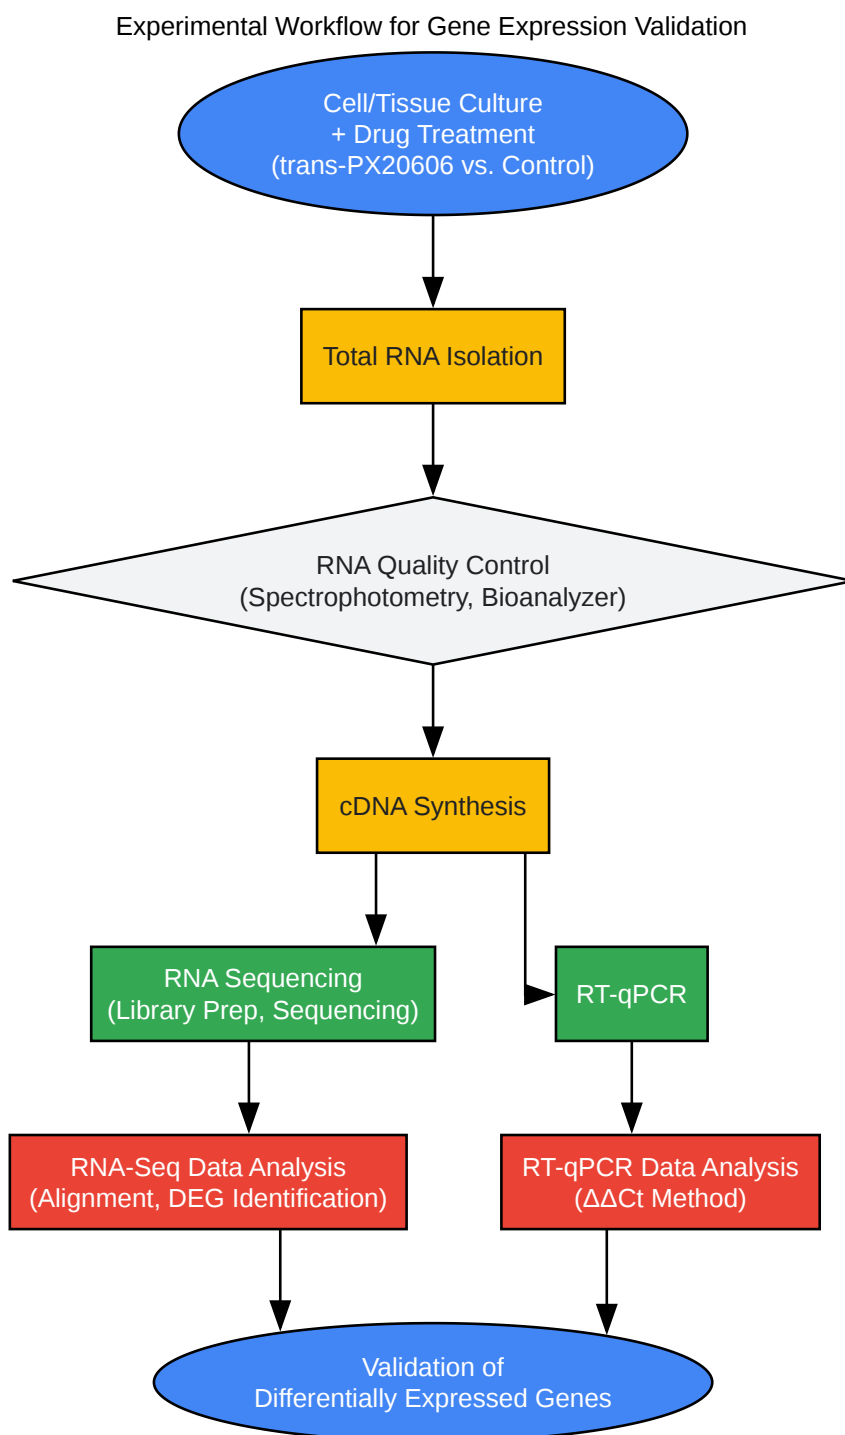 Experimental Workflow for Gene Expression Validation
Cell/Tissue Culture
+ Drug Treatment
(trans-PX20606 vs. Control)
Total RNA Isolation
RNA Quality Control
(Spectrophotometry, Bioanalyzer)
cDNA Synthesis
RNA Sequencing
(Library Prep, Sequencing)
RT-qPCR
RNA-Seq Data Analysis
(Alignment, DEG Identification)
RT-qPCR Data Analysis
(ΔΔCt Method)
Validation of
Differentially Expressed Genes